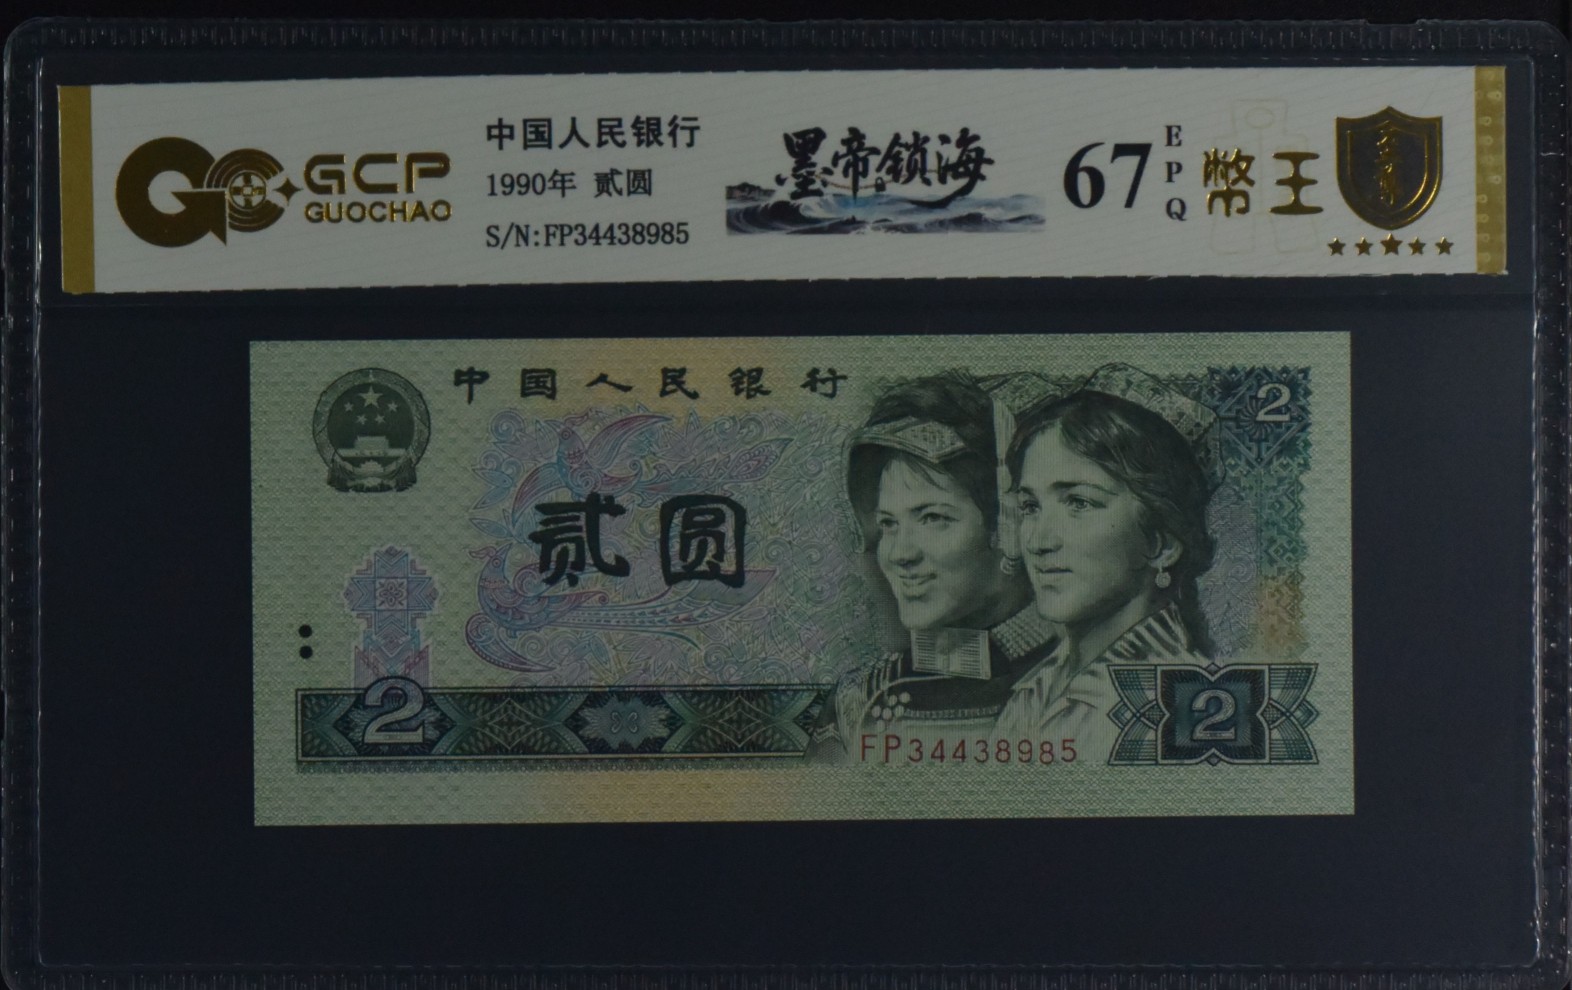 GCP
GUOCHAO
中国人民银行
1990年 贰圆
S/N:FP34438985
墨帝锁海
67
EPQ
幣王
中国人民银行
2
贰圆
2
FP34438985
2